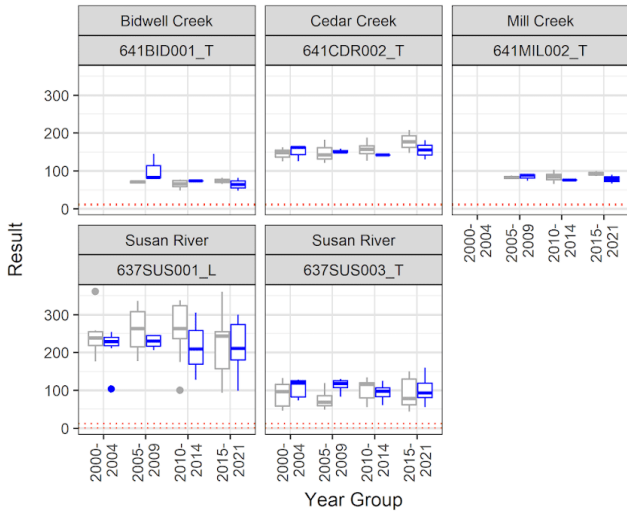 Bidwell Creek
Cedar Creek
Mill Creek
641BID001_T
641CDR002_T
641MIL002_T
300
200
100
0
Result
2000-
2004
2005-
2009
2010-
2014
2015-
2021
Susan River
Susan River
637SUS001_L
637SUS003_T
300
200
100
0
2000-
2004
2005-
2009
2010-
2014
2015-
2021
2000-
2004
2005-
2009
2010-
2014
2015-
2021
Year Group